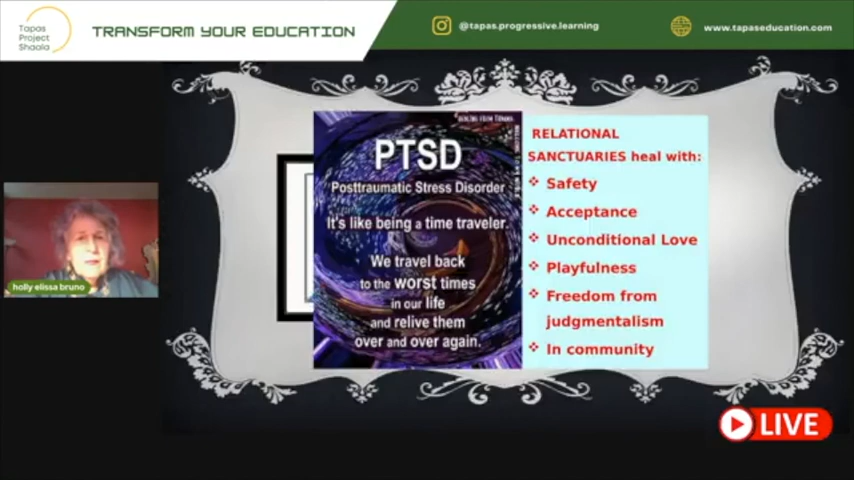 Tapas
Project
Shaala
TRANSFORM YOUR EDUCATION
@tapas.progressive.learning
www.tapaseducation.com
PTSD
Posttraumatic Stress Disorder
It's like being a time traveler.
We travel back
to the worst times
in our life
and relive them
over and over again.
RELATIONAL
SANCTUARIES heal with:
❖ Safety
❖ Acceptance
❖ Unconditional Love
❖ Playfulness
❖ Freedom from
judgmentalism
❖ In community
holly elissa bruno
LIVE